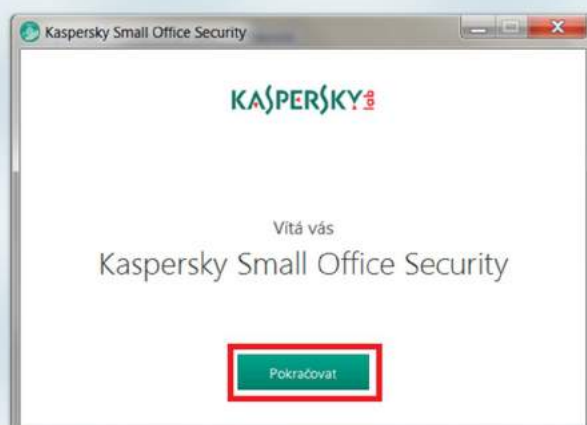 Kaspersky Small Office Security
KASPERSKY lab
Vítá vás
Kaspersky Small Office Security
Pokračovat